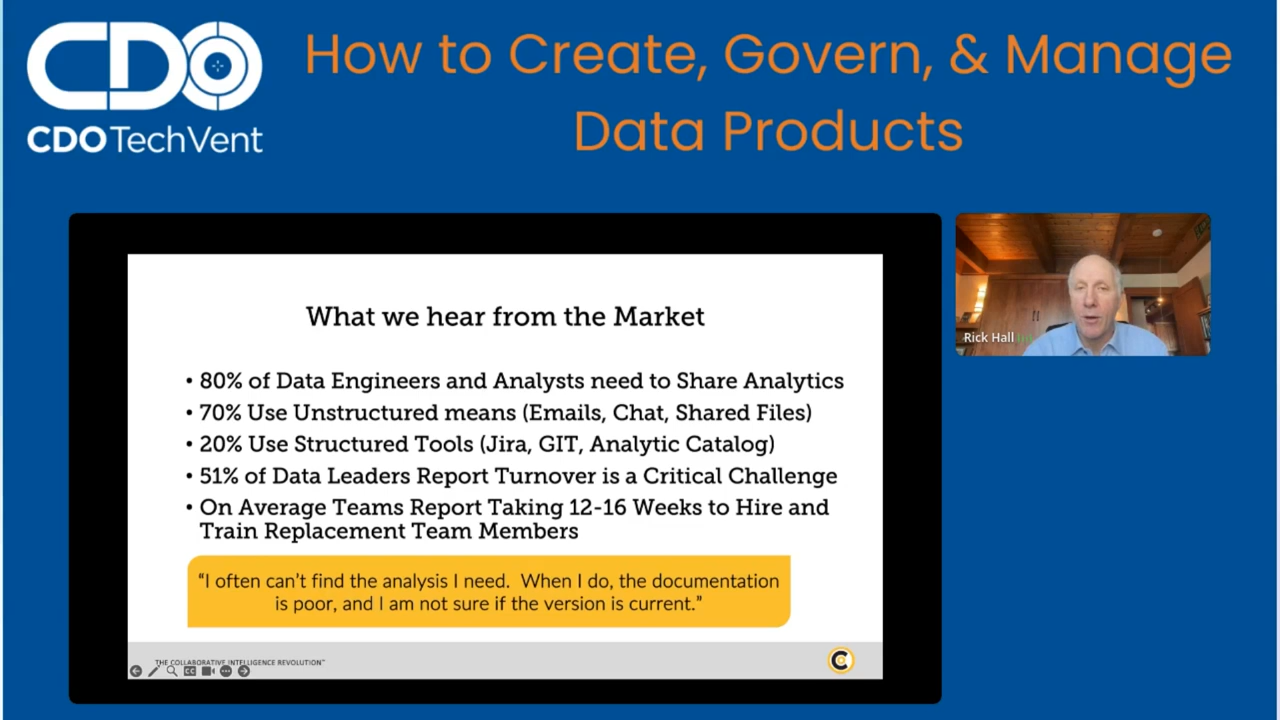 CDO
CDO TechVent
How to Create, Govern, & Manage
Data Products
What we hear from the Market
• 80% of Data Engineers and Analysts need to Share Analytics
• 70% Use Unstructured means (Emails, Chat, Shared Files)
• 20% Use Structured Tools (Jira, GIT, Analytic Catalog)
• 51% of Data Leaders Report Turnover is a Critical Challenge
• On Average Teams Report Taking 12-16 Weeks to Hire and
Train Replacement Team Members
“I often can’t find the analysis I need.  When I do, the documentation
is poor, and I am not sure if the version is current.”
THE COLLABORATIVE INTELLIGENCE REVOLUTION™
CC
C
Rick Hall